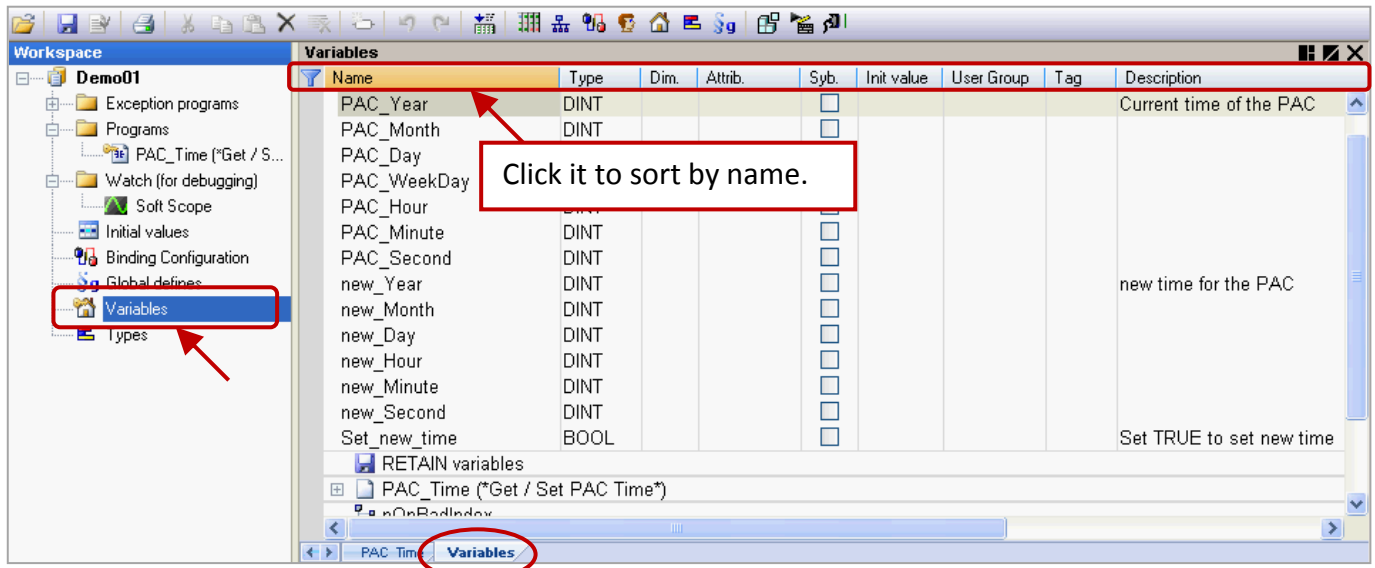 Workspace
Variables
Demo01
Exception programs
Programs
PAC_Time (*Get / S...
Watch (for debugging)
Soft Scope
Initial values
Binding Configuration
Global defines
Variables
Types
Name Type Dim. Attrib. Syb. Init value User Group Tag Description
PAC_Year DINT Current time of the PAC
PAC_Month DINT
PAC_Day
PAC_WeekDay
PAC_Hour DINT
PAC_Minute DINT
PAC_Second DINT
new_Year DINT new time for the PAC
new_Month DINT
new_Day DINT
new_Hour DINT
new_Minute DINT
new_Second DINT
Set_new_time BOOL Set TRUE to set new time
RETAIN variables
PAC_Time (*Get / Set PAC Time*)
nOnBadIndex
Click it to sort by name.
PAC Time Variables